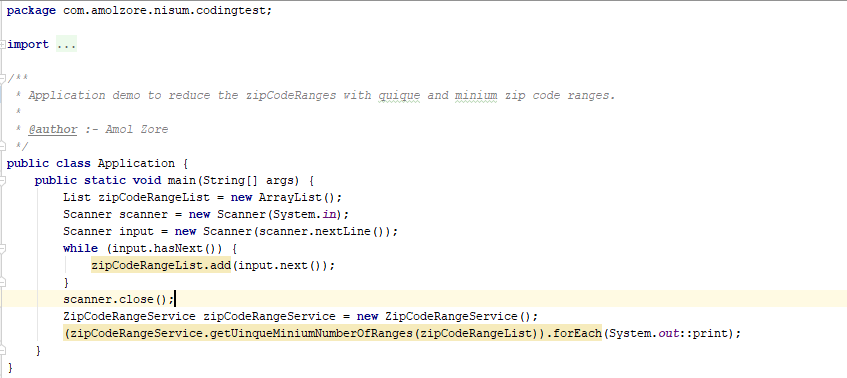 package com.amolzore.nisum.codingtest;
import ...
/**
* Application demo to reduce the zipCodeRanges with quique and minium zip code ranges.
*
* @author :- Amol Zore
*/
public class Application {
public static void main(String[] args) {
List zipCodeRangeList = new ArrayList();
Scanner scanner = new Scanner(System.in);
Scanner input = new Scanner(scanner.nextLine());
while (input.hasNext()) {
zipCodeRangeList.add(input.next());
}
scanner.close();
ZipCodeRangeService zipCodeRangeService = new ZipCodeRangeService();
(zipCodeRangeService.getUinqueMiniumNumberOfRanges(zipCodeRangeList)).forEach(System.out::print);
}
}